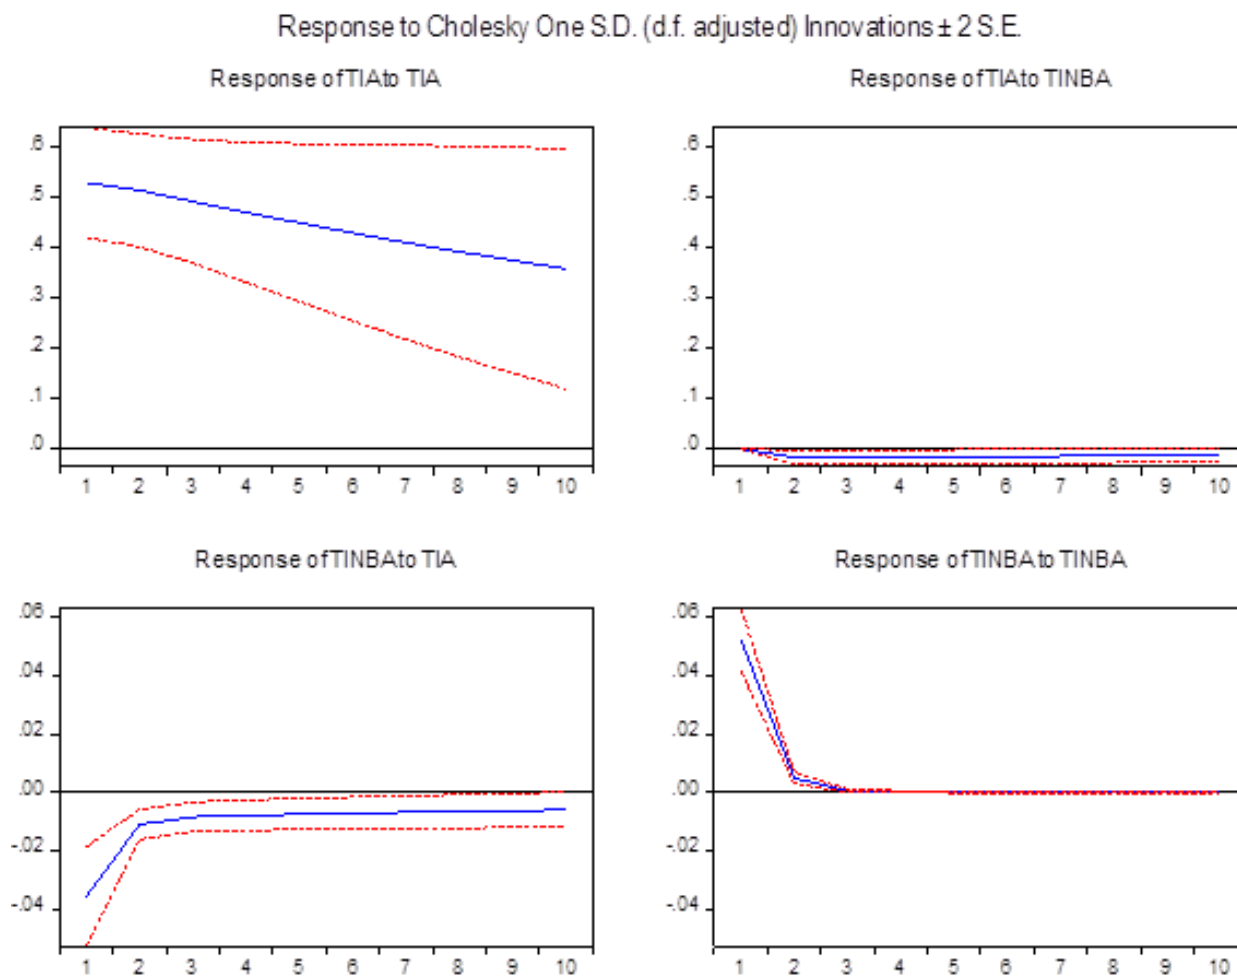 Response to Cholesky One S.D. (d.f. adjusted) Innovations ± 2 S.E.
Response of TIA to TIA
.6
.5
.4
.3
.2
.1
.0
1 2 3 4 5 6 7 8 9 10
Response of TIA to TINBA
.6
.5
.4
.3
.2
.1
.0
1 2 3 4 5 6 7 8 9 10
Response of TINBA to TIA
.06
.04
.02
.00
-.02
-.04
1 2 3 4 5 6 7 8 9 10
Response of TINBA to TINBA
.06
.04
.02
.00
-.02
-.04
1 2 3 4 5 6 7 8 9 10